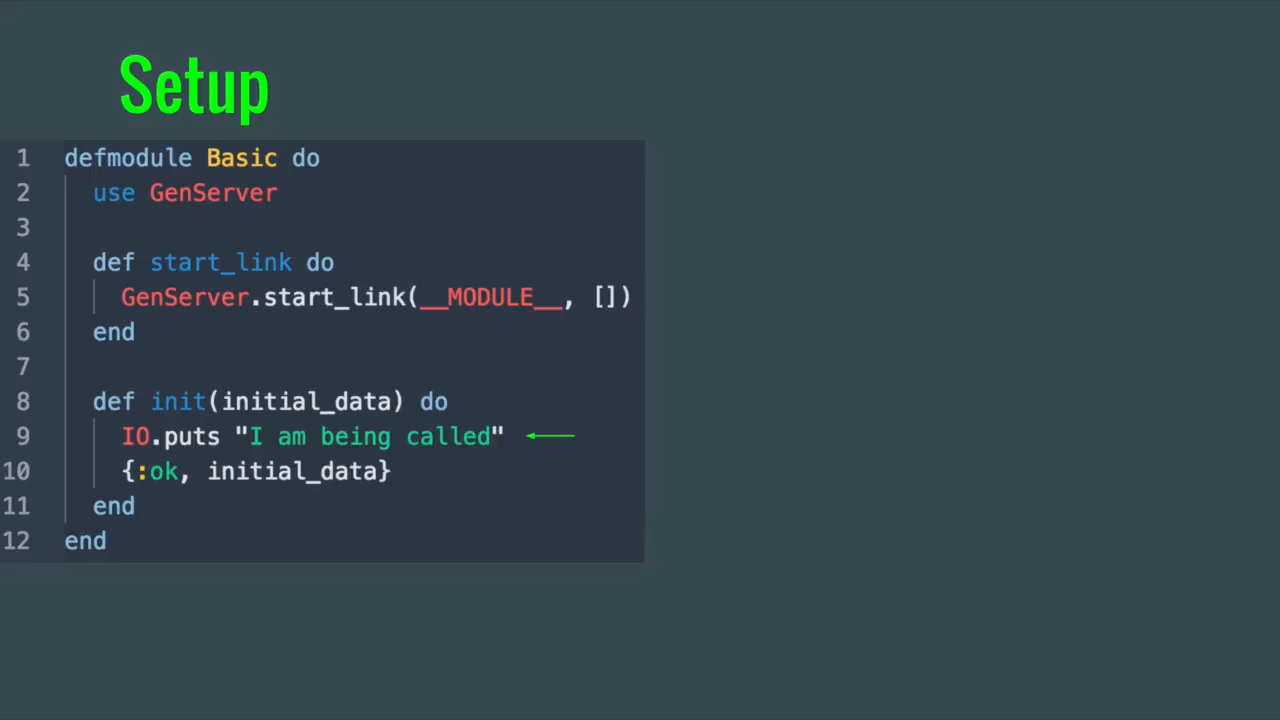 Setup
1 defmodule Basic do
2 use GenServer
3
4 def start_link do
5 GenServer.start_link(__MODULE__, [])
6 end
7
8 def init(initial_data) do
9 IO.puts "I am being called"
10 {:ok, initial_data}
11 end
12 end